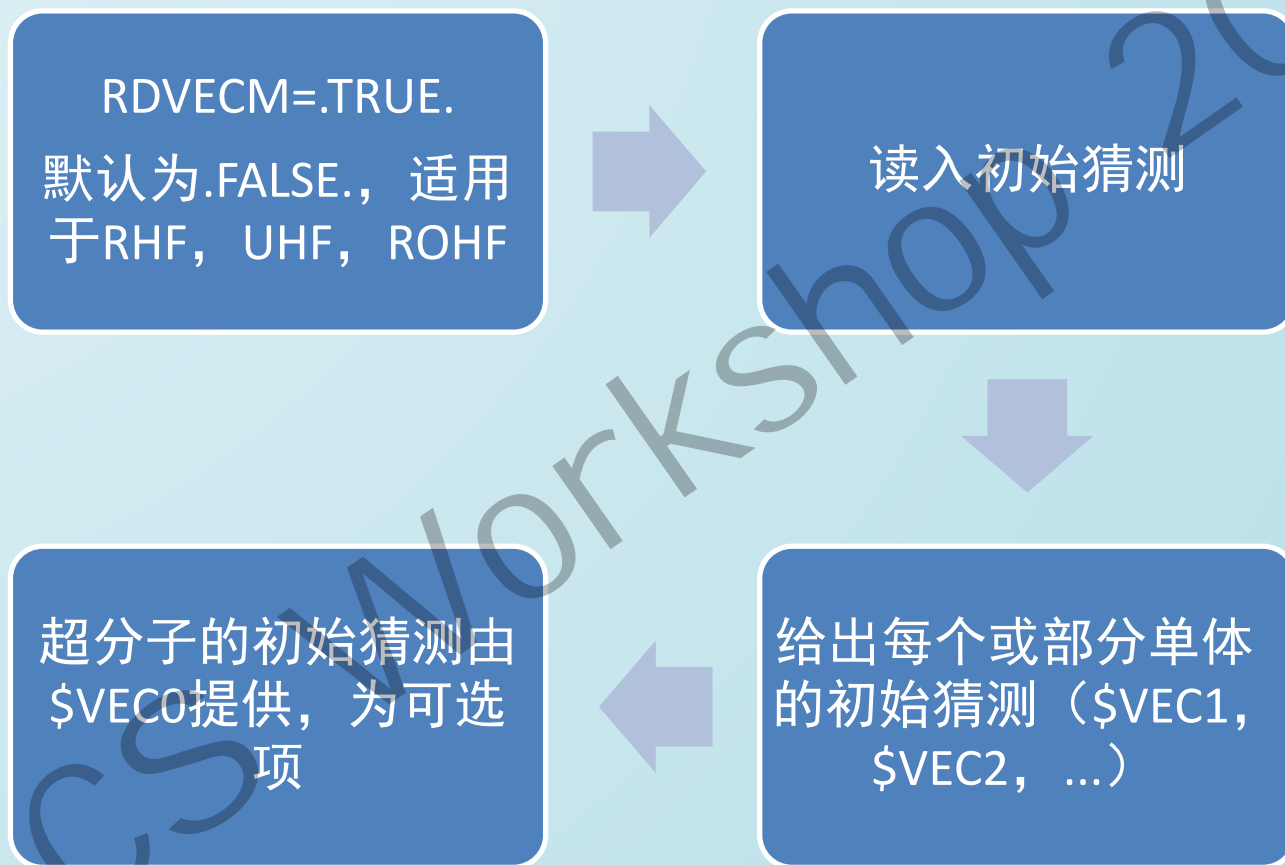 RDVECM=.TRUE.
默认为.FALSE.，适用
于RHF，UHF，ROHF
读入初始猜测
给出每个或部分单体
的初始猜测（$VEC1，
$VEC2，...）
超分子的初始猜测由
$VEC0提供，为可选
项
CS Workshop 20